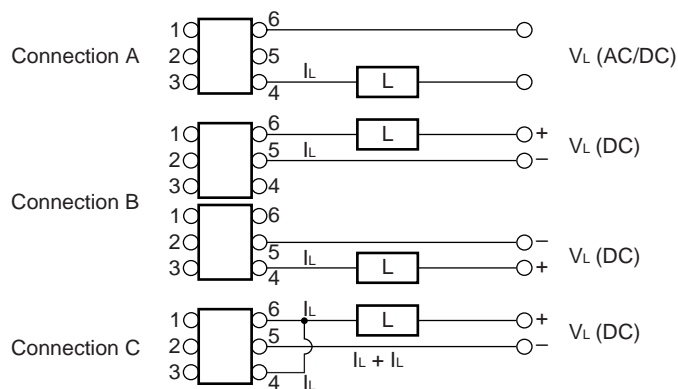 Connection A
1 6
2 5
3 4
IL L
VL (AC/DC)
Connection B
1 6
2 5
3 4
IL L
+
−
VL (DC)
1 6
2 5
3 4
IL L
−
+
VL (DC)
Connection C
1 6
2 5
3 4
IL L
IL + IL
IL
+
−
VL (DC)